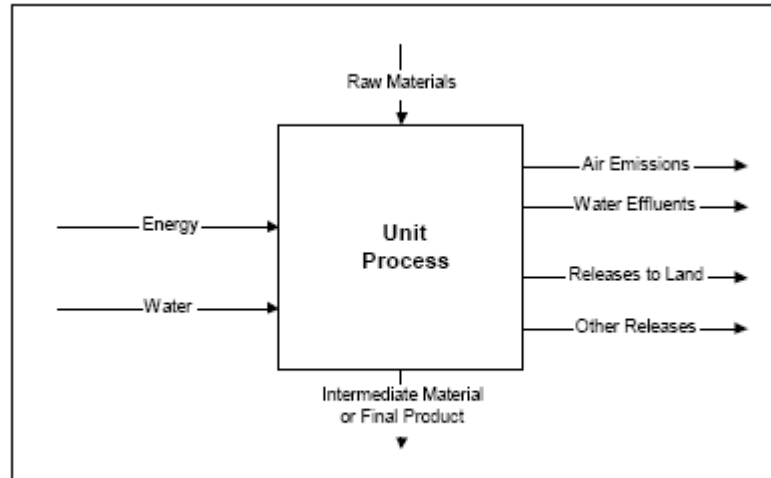 Raw Materials
Air Emissions
Water Effluents
Energy
Unit
Process
Releases to Land
Water
Other Releases
Intermediate Material
or Final Product